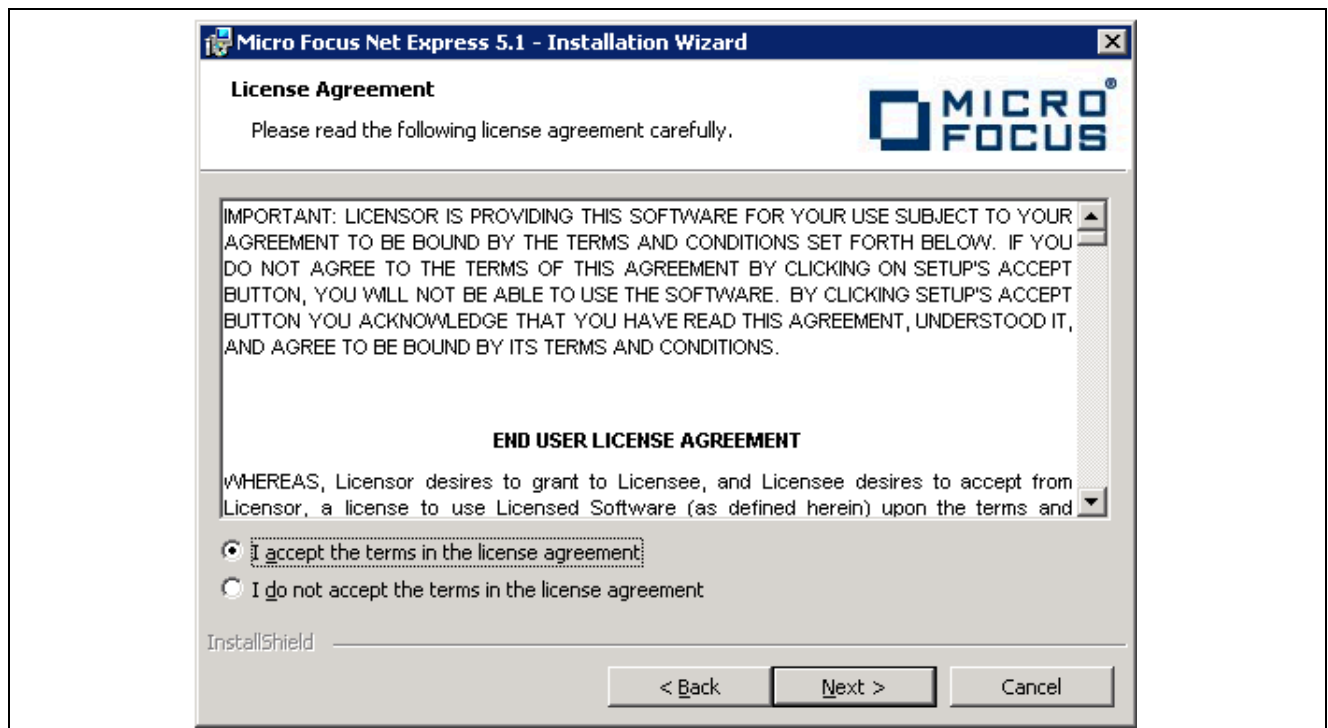 Micro Focus Net Express 5.1 - Installation Wizard
License Agreement
Please read the following license agreement carefully.
MICRO
FOCUS®
IMPORTANT: LICENSOR IS PROVIDING THIS SOFTWARE FOR YOUR USE SUBJECT TO YOUR
AGREEMENT TO BE BOUND BY THE TERMS AND CONDITIONS SET FORTH BELOW. IF YOU
DO NOT AGREE TO THE TERMS OF THIS AGREEMENT BY CLICKING ON SETUP'S ACCEPT
BUTTON, YOU WILL NOT BE ABLE TO USE THE SOFTWARE. BY CLICKING SETUP'S ACCEPT
BUTTON YOU ACKNOWLEDGE THAT YOU HAVE READ THIS AGREEMENT, UNDERSTOOD IT,
AND AGREE TO BE BOUND BY ITS TERMS AND CONDITIONS.
END USER LICENSE AGREEMENT
WHEREAS, Licensor desires to grant to Licensee, and Licensee desires to accept from
Licensor, a license to use Licensed Software (as defined herein) upon the terms and
I accept the terms in the license agreement
I do not accept the terms in the license agreement
InstallShield
< Back
Next >
Cancel